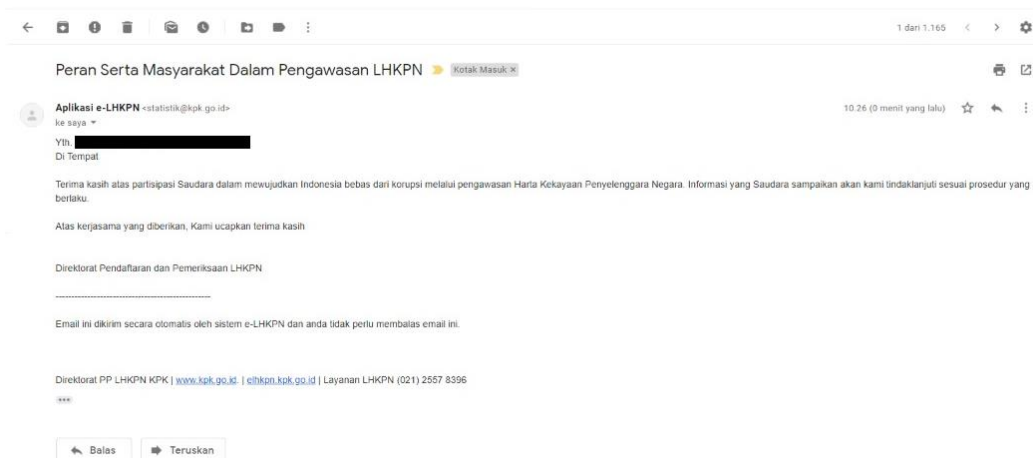 1 dari 1.165
Peran Serta Masyarakat Dalam Pengawasan LHKPN Kotak Masuk ×
Aplikasi e-LHKPN <statistik@kpk.go.id>
10.26 (0 menit yang lalu)
ke saya
Yth.
Di Tempat
Terima kasih atas partisipasi Saudara dalam mewujudkan Indonesia bebas dari korupsi melalui pengawasan Harta Kekayaan Penyelenggara Negara. Informasi yang Saudara sampaikan akan kami tindaklanjuti sesuai prosedur yang
berlaku.
Atas kerjasama yang diberikan, Kami ucapkan terima kasih
Direktorat Pendaftaran dan Pemeriksaan LHKPN
--------------------------------------------------
Email ini dikirim secara otomatis oleh sistem e-LHKPN dan anda tidak perlu membalas email ini.
Direktorat PP LHKPN KPK | www.kpk.go.id. | elhkpn.kpk.go.id | Layanan LHKPN (021) 2557 8396
Balas Teruskan